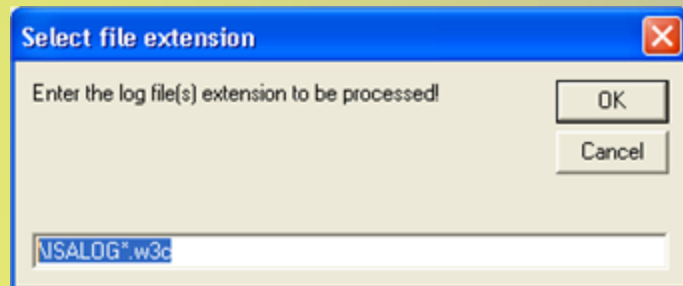 Select file extension
Enter the log file(s) extension to be processed!
OK
Cancel
\ISALOG*.w3c